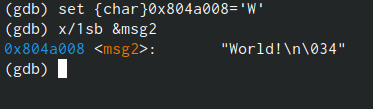 (gdb) set {char}0x804a008='W'
(gdb) x/1sb &msg2
0x804a008 <msg2>: "World!\n\034"
(gdb)